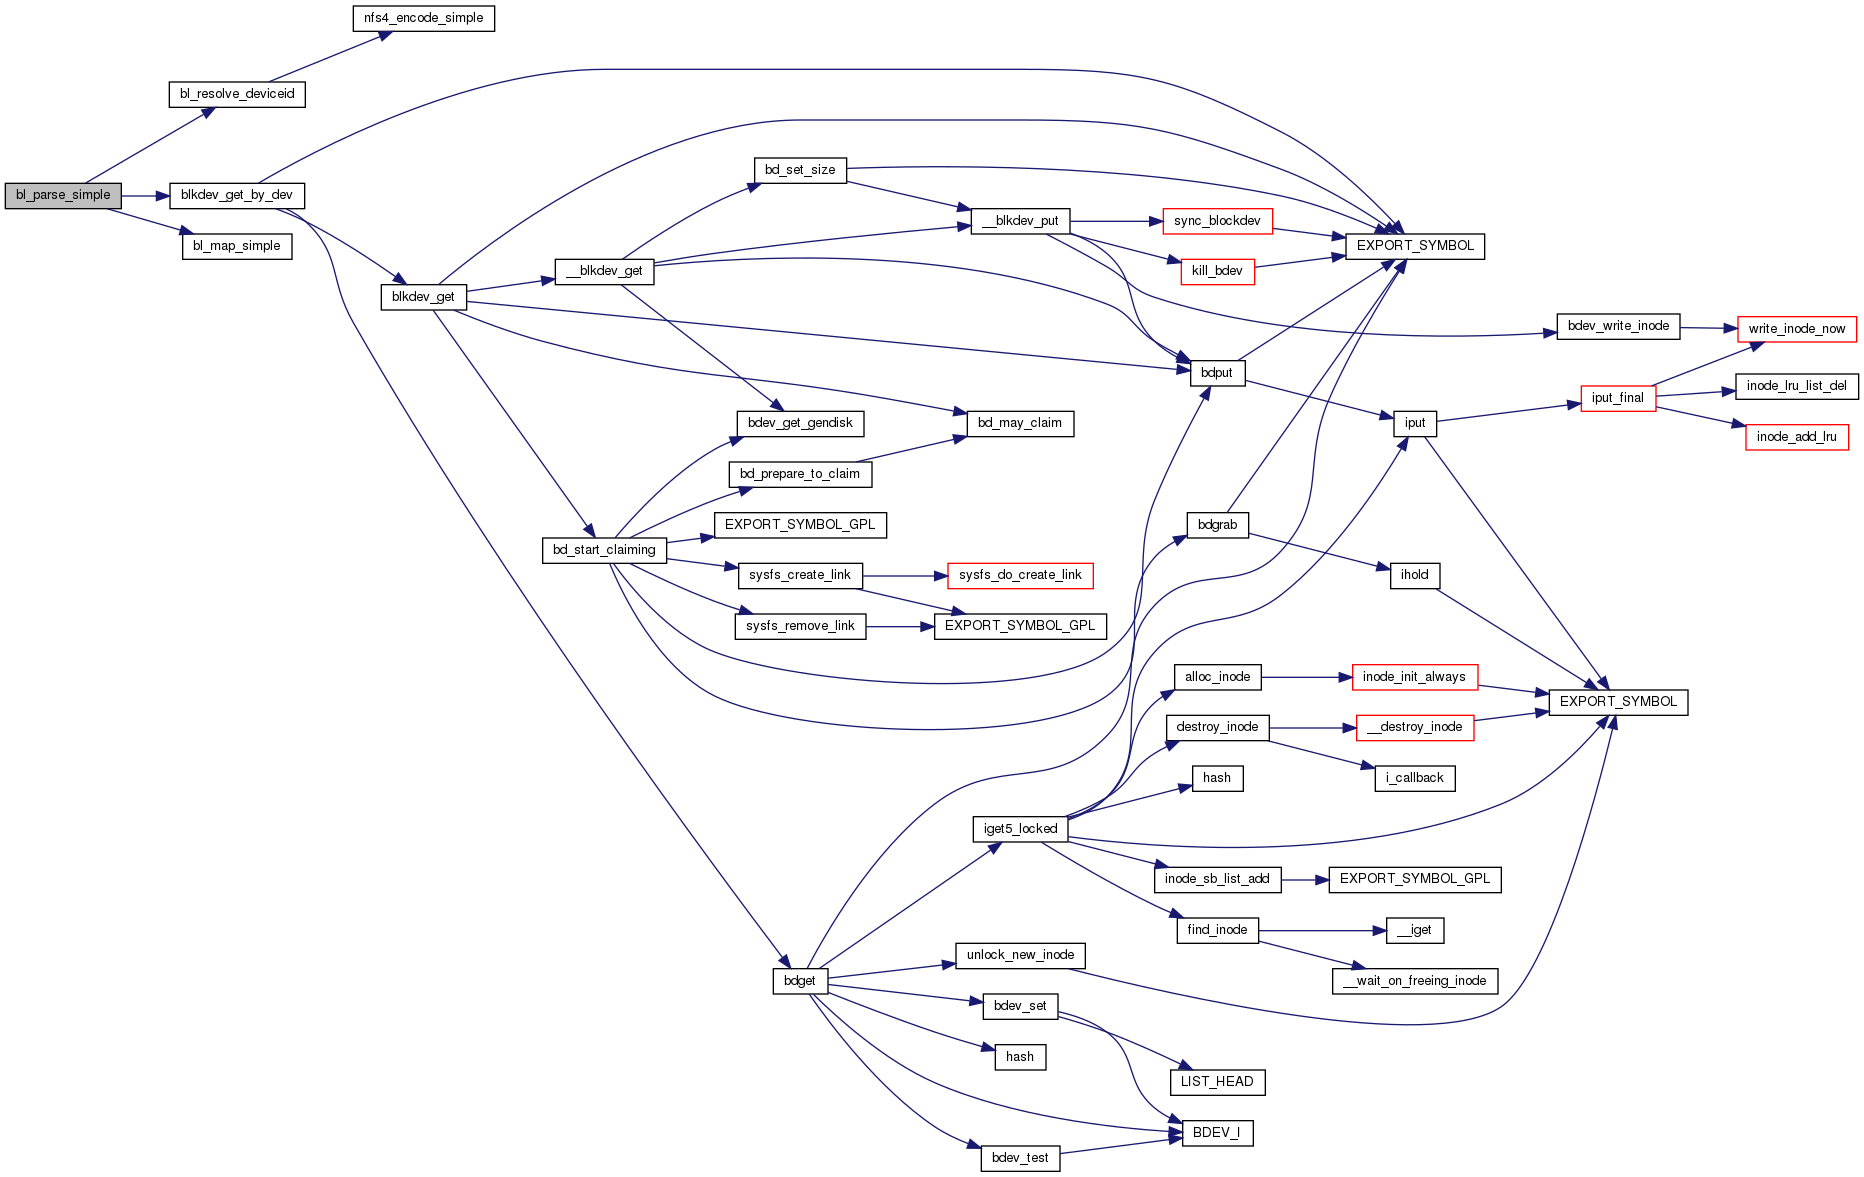 nfs4_encode_simple
bl_resolve_deviceid
bl_parse_simple
blkdev_get_by_dev
bl_map_simple
bd_set_size
__blkdev_put
sync_blockdev
EXPORT_SYMBOL
__blkdev_get
kill_bdev
blkdev_get
bdev_write_inode
write_inode_now
bdput
inode_lru_list_del
iput_final
bdev_get_gendisk
bd_may_claim
iput
inode_add_lru
bd_prepare_to_claim
EXPORT_SYMBOL_GPL
bdgrab
bd_start_claiming
sysfs_create_link
sysfs_do_create_link
ihold
sysfs_remove_link
EXPORT_SYMBOL_GPL
alloc_inode
inode_init_always
EXPORT_SYMBOL
destroy_inode
__destroy_inode
hash
i_callback
iget5_locked
inode_sb_list_add
EXPORT_SYMBOL_GPL
find_inode
__iget
unlock_new_inode
bdget
__wait_on_freeing_inode
bdev_set
hash
LIST_HEAD
BDEV_I
bdev_test